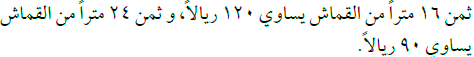 ثمن ١٦ متراً من القماش يساوي ١٢٠ ريالاً، و ثمن ٢٤ متراً من القماش
يساوي ٩٠ ريالاً.